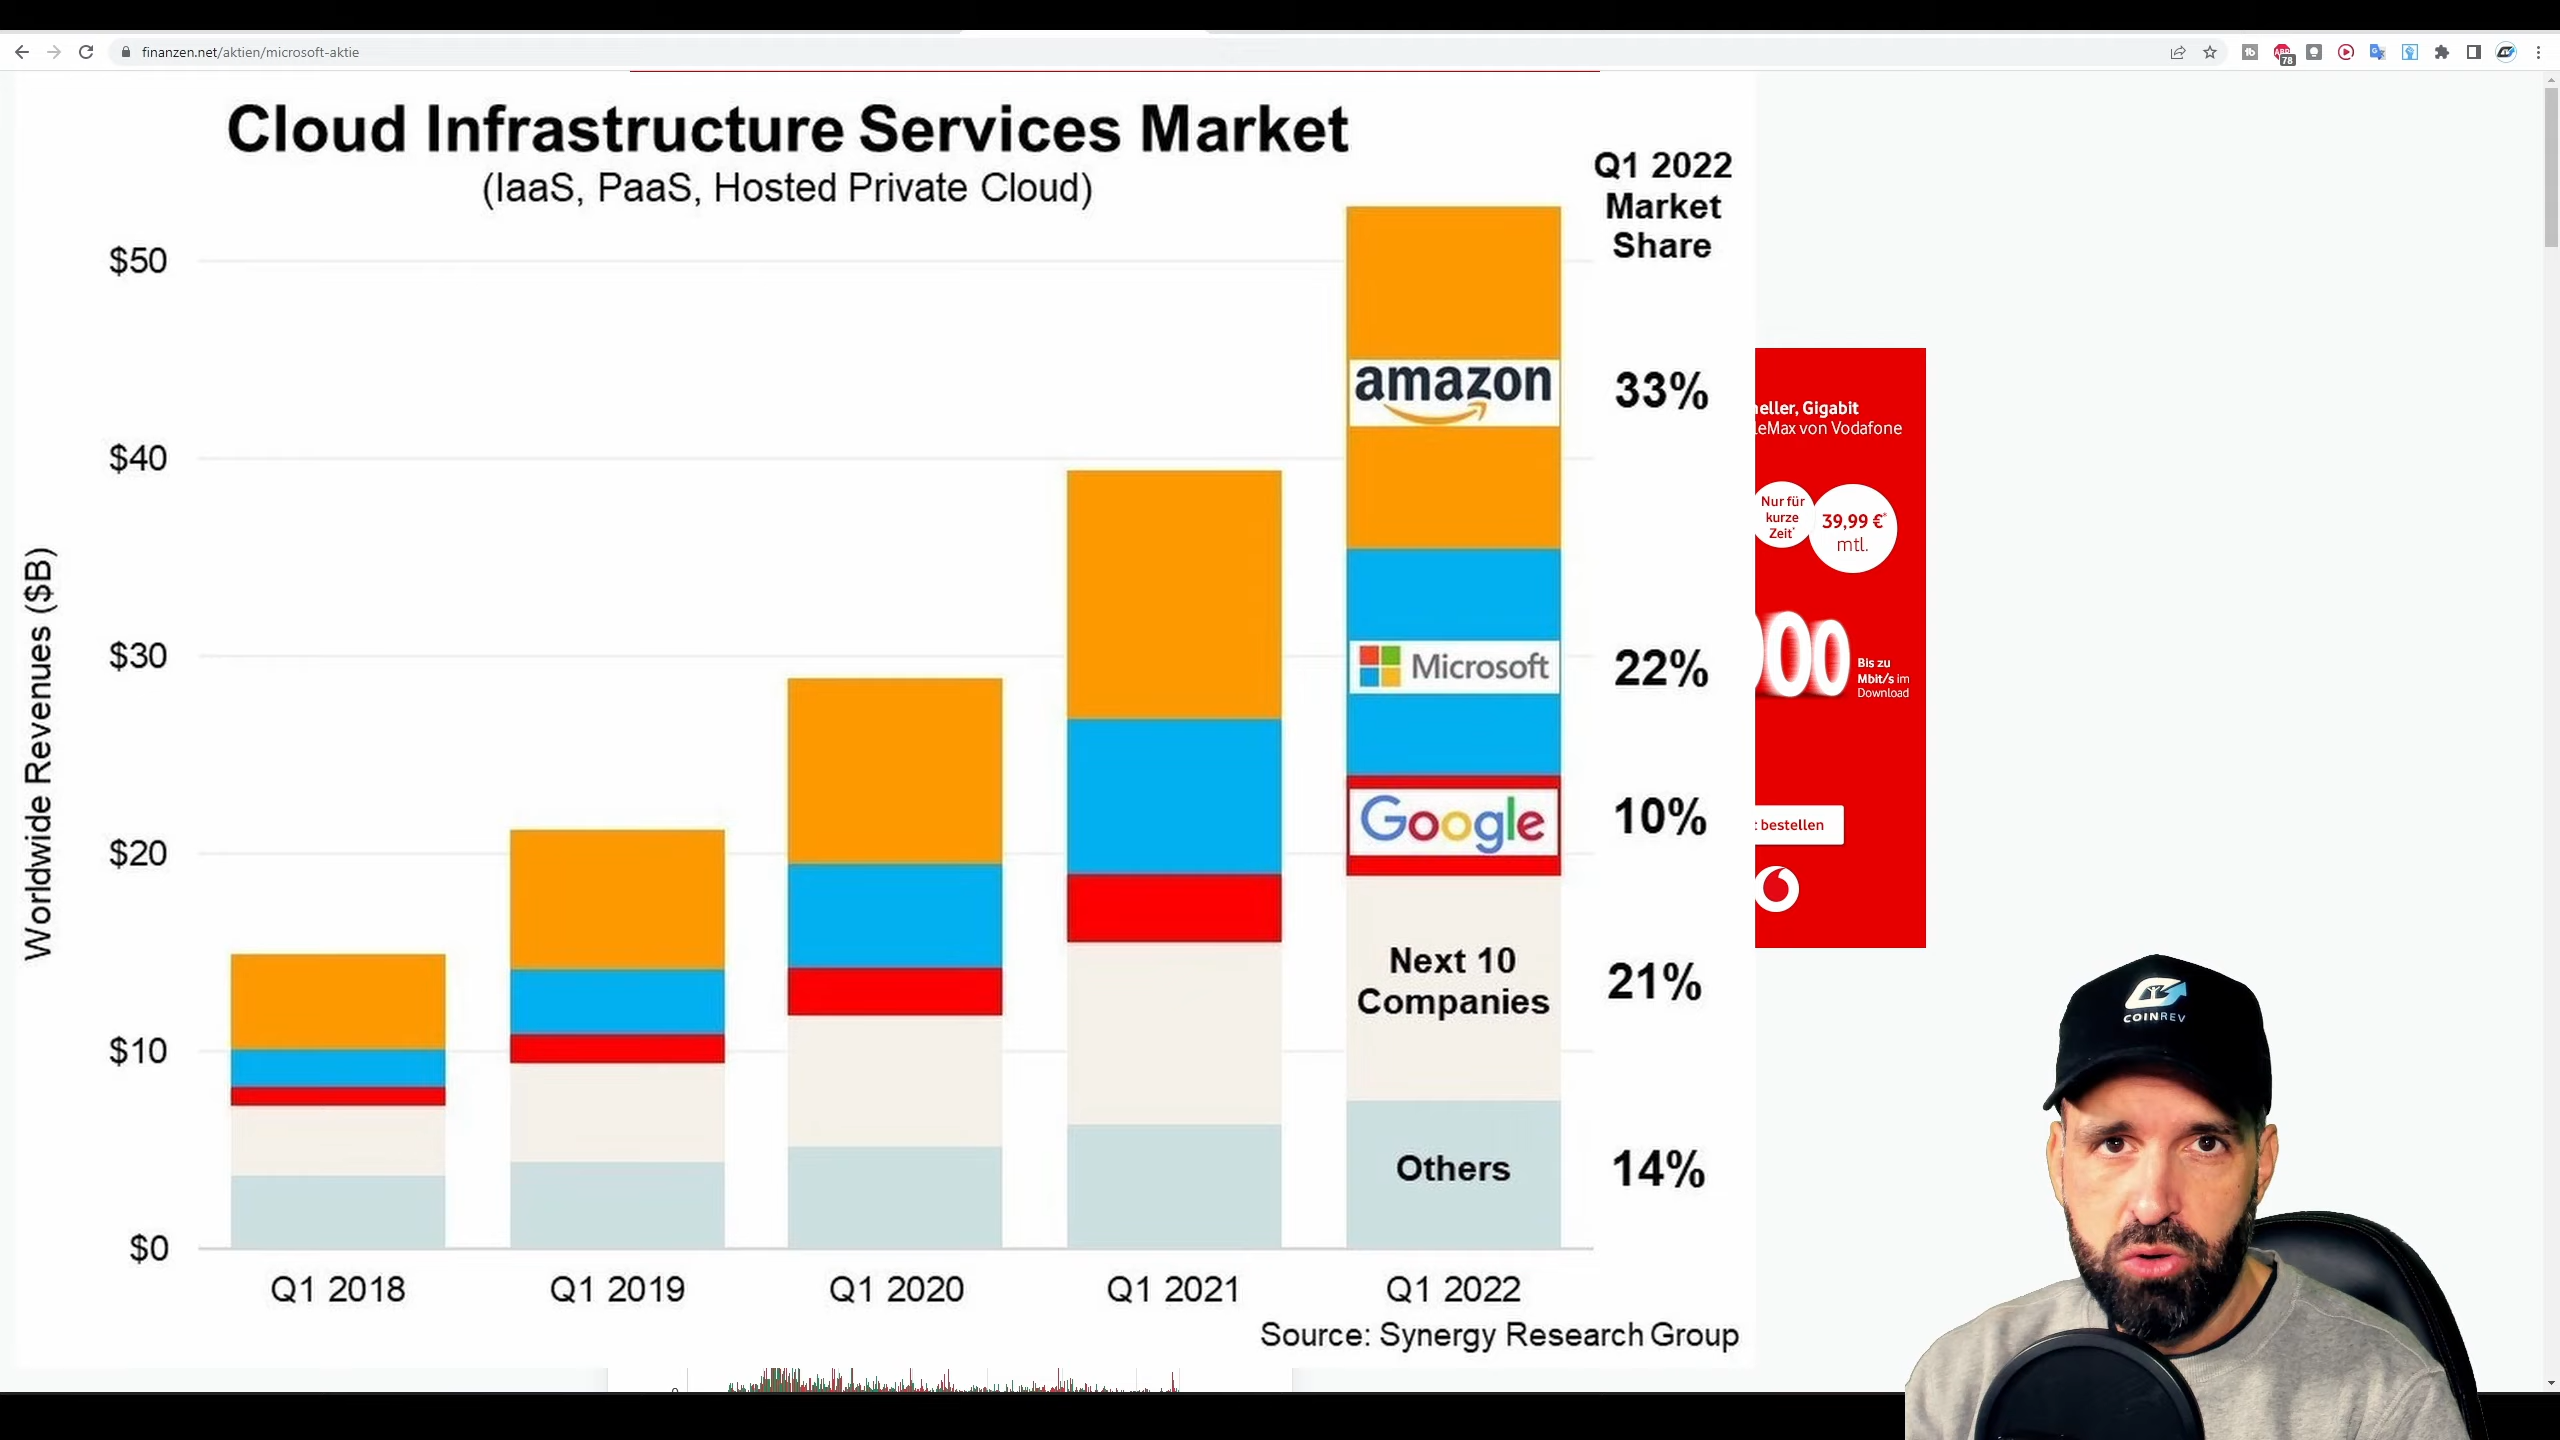 finanzen.net/aktien/microsoft-aktie
78
Cloud Infrastructure Services Market
(IaaS, PaaS, Hosted Private Cloud)
Q1 2022
Market
Share
Worldwide Revenues ($B)
$50
$40
$30
$20
$10
$0
amazon
33%
Microsoft
22%
Google
10%
Next 10
Companies
21%
Others
14%
Q1 2018
Q1 2019
Q1 2020
Q1 2021
Q1 2022
Source: Synergy Research Group
Gigabit
von Vodafone
Nur für
kurze
Zeit*
39,99 €*
mtl.
Bis zu
Mbit/s im
Download
bestellen
COINREV